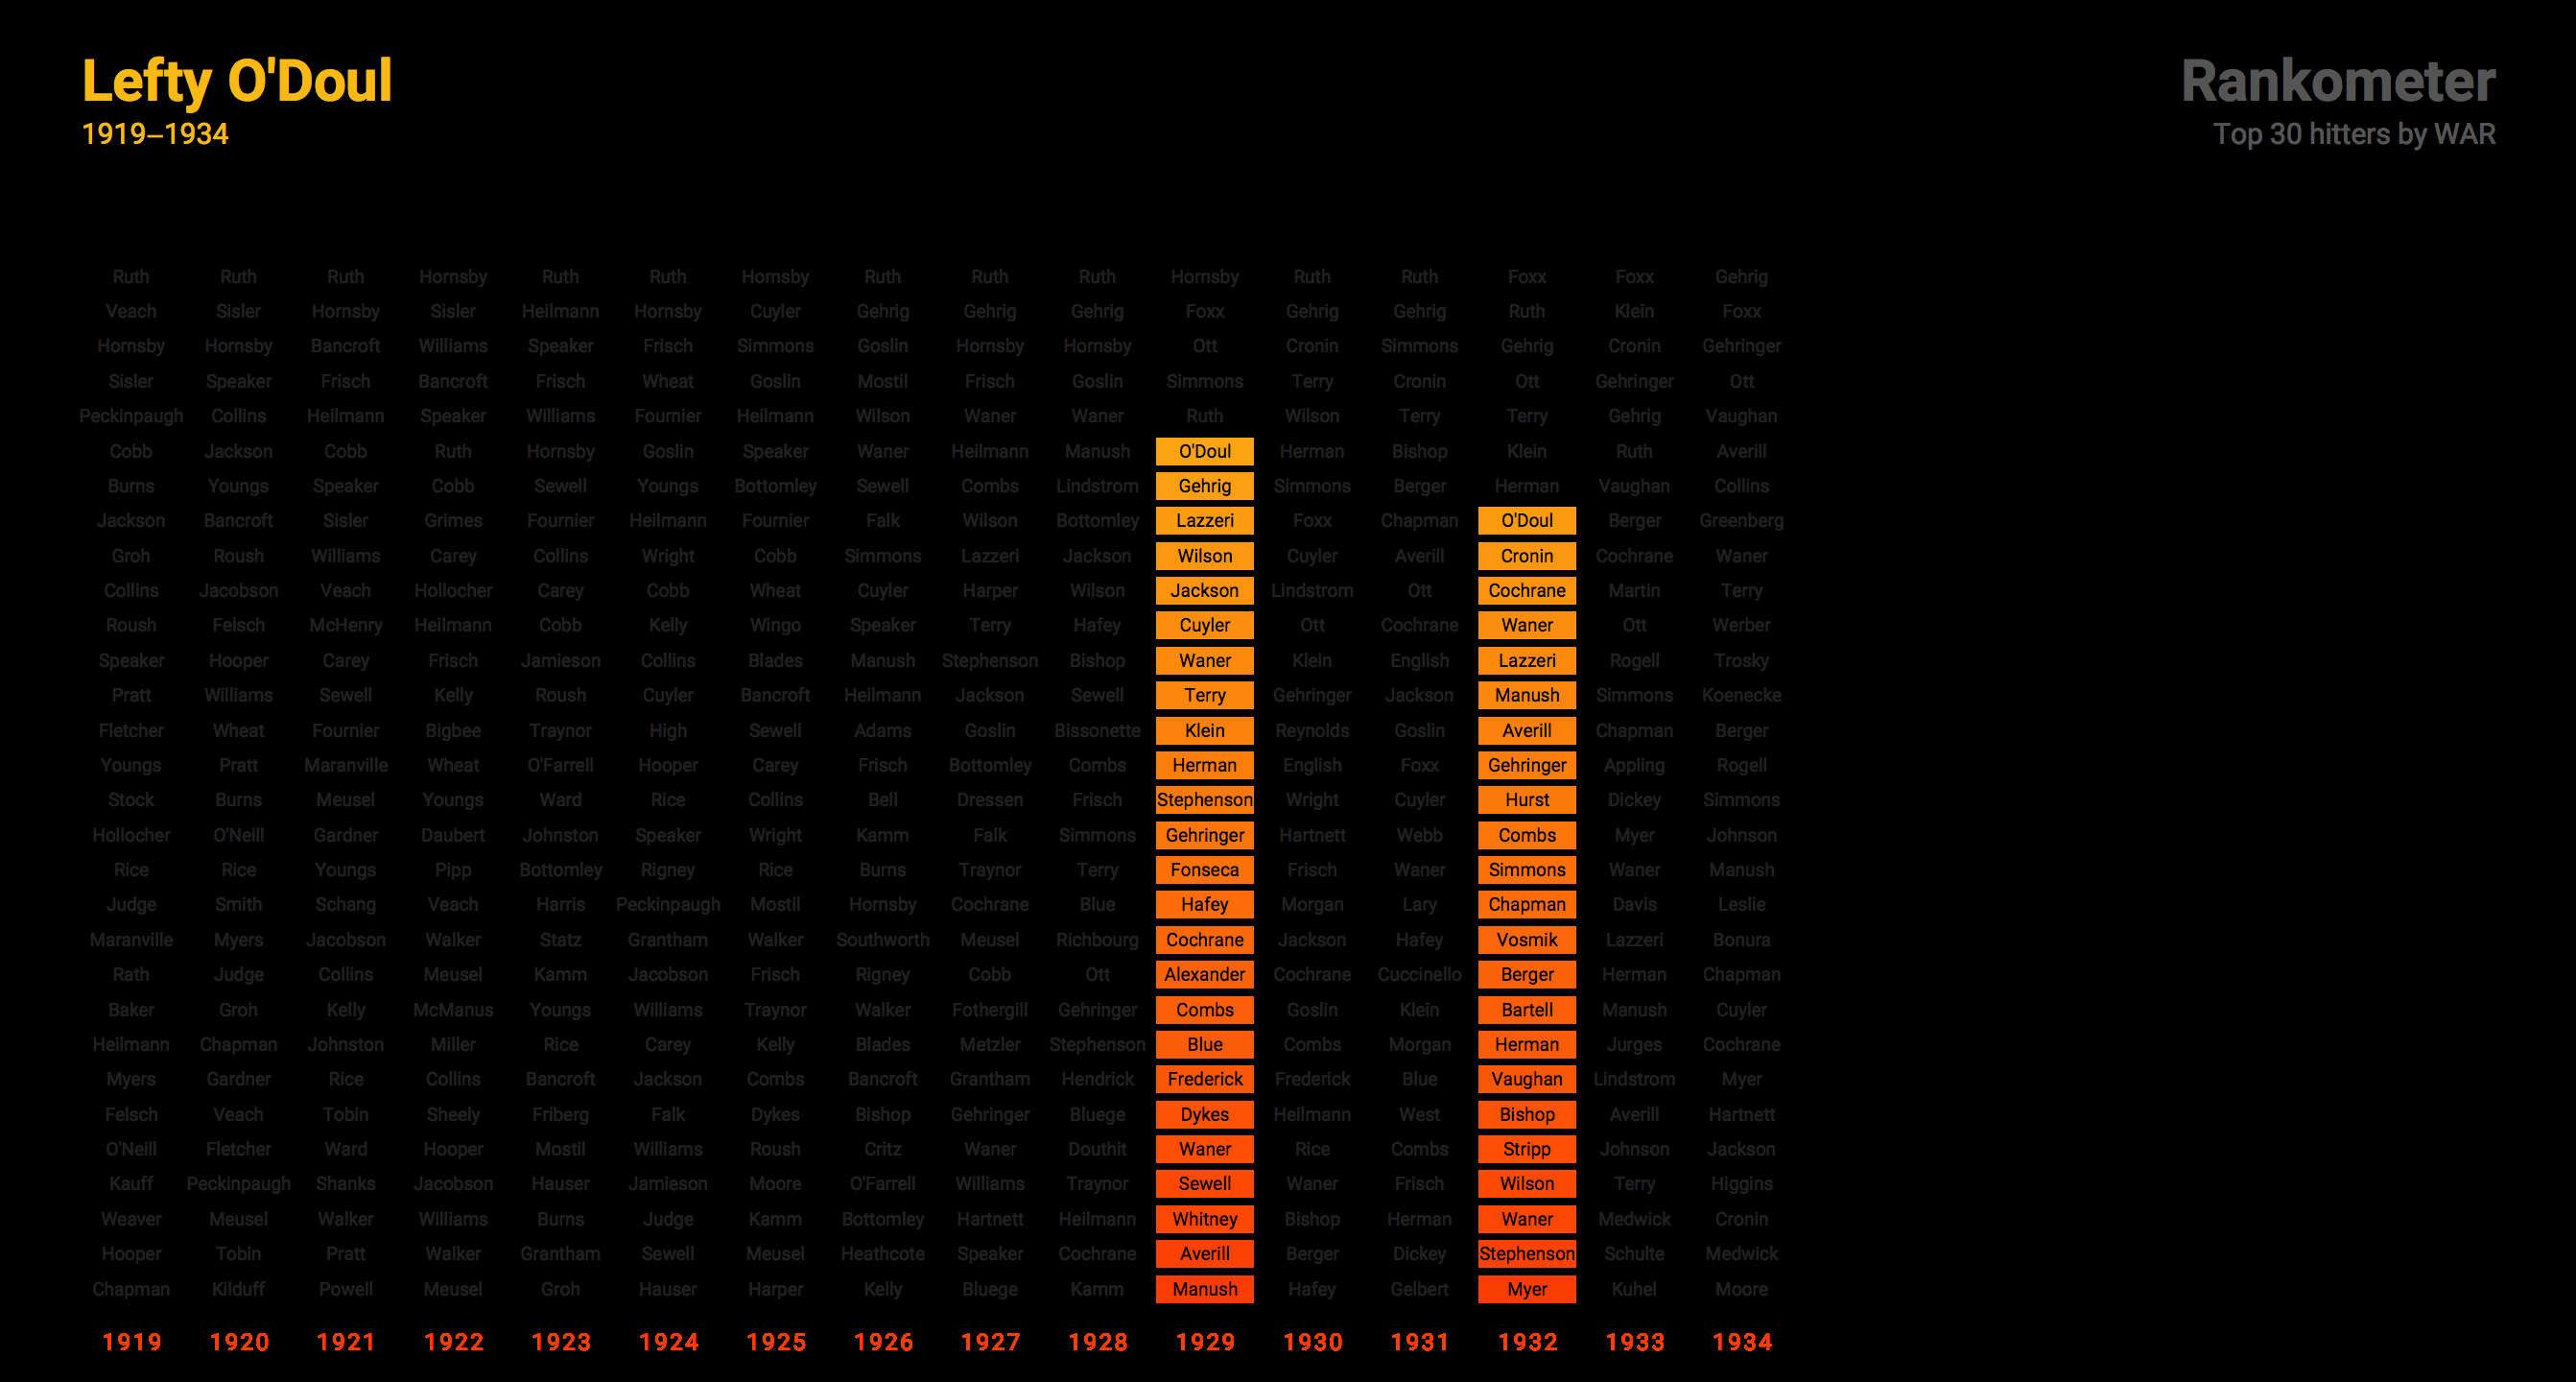 Lefty O'Doul
1919–1934
Rankometer
Top 30 hitters by WAR
Ruth Ruth Ruth Hornsby Ruth Ruth Hornsby Ruth Ruth Ruth Hornsby Ruth Ruth Foxx Foxx Gehrig
Veach Sisler Hornsby Sisler Heilmann Hornsby Cuyler Gehrig Gehrig Gehrig Foxx Gehrig Gehrig Ruth Klein Foxx
Hornsby Hornsby Bancroft Williams Speaker Frisch Simmons Goslin Hornsby Hornsby Ott Cronin Simmons Gehrig Cronin Gehringer
Sisler Speaker Frisch Bancroft Frisch Wheat Goslin Mostil Frisch Goslin Simmons Terry Cronin Ott Gehringer Ott
Peckinpaugh Collins Heilmann Speaker Williams Fournier Heilmann Wilson Waner Waner Ruth Wilson Terry Terry Gehrig Vaughan
Cobb Jackson Cobb Ruth Hornsby Goslin Speaker Waner Heilmann Manush O'Doul Herman Bishop Klein Ruth Averill
Burns Youngs Speaker Cobb Sewell Youngs Bottomley Sewell Combs Lindstrom Gehrig Simmons Berger Herman Vaughan Collins
Jackson Bancroft Sisler Grimes Fournier Heilmann Fournier Falk Wilson Bottomley Lazzeri Foxx Chapman O'Doul Berger Greenberg
Groh Roush Williams Carey Collins Wright Cobb Simmons Lazzeri Jackson Wilson Cuyler Averill Cronin Cochrane Waner
Collins Jacobson Veach Hollocher Carey Cobb Wheat Cuyler Harper Wilson Jackson Lindstrom Ott Cochrane Martin Terry
Roush Felsch McHenry Heilmann Cobb Kelly Wingo Speaker Terry Hafey Cuyler Ott Cochrane Waner Ott Werber
Speaker Hooper Carey Frisch Jamieson Collins Blades Manush Stephenson Bishop Waner Klein English Lazzeri Rogell Trosky
Pratt Williams Sewell Kelly Roush Cuyler Bancroft Heilmann Jackson Sewell Terry Gehringer Jackson Manush Simmons Koenecke
Fletcher Wheat Fournier Bigbee Traynor High Sewell Adams Goslin Bissonette Klein Reynolds Goslin Averill Chapman Berger
Youngs Pratt Maranville Wheat O'Farrell Hooper Carey Frisch Bottomley Combs Herman English Foxx Gehringer Appling Rogell
Stock Burns Meusel Youngs Ward Rice Collins Bell Dressen Frisch Stephenson Wright Cuyler Hurst Dickey Simmons
Hollocher O'Neill Gardner Daubert Johnston Speaker Wright Kamm Falk Simmons Gehringer Hartnett Webb Combs Myer Johnson
Rice Rice Youngs Pipp Bottomley Rigney Rice Burns Traynor Terry Fonseca Frisch Waner Simmons Waner Manush
Judge Smith Schang Veach Harris Peckinpaugh Mostil Hornsby Cochrane Blue Hafey Morgan Lary Chapman Davis Leslie
Maranville Myers Jacobson Walker Statz Grantham Walker Southworth Meusel Richbourg Cochrane Jackson Hafey Vosmik Lazzeri Bonura
Rath Judge Collins Meusel Kamm Jacobson Frisch Rigney Cobb Ott Alexander Cochrane Cuccinello Berger Herman Chapman
Baker Groh Kelly McManus Youngs Williams Traynor Walker Fothergill Gehringer Combs Goslin Klein Bartell Manush Cuyler
Heilmann Chapman Johnston Miller Rice Carey Kelly Blades Metzler Stephenson Blue Combs Morgan Herman Jurges Cochrane
Myers Gardner Rice Collins Bancroft Jackson Combs Bancroft Grantham Hendrick Frederick Frederick Blue Vaughan Lindstrom Myer
Felsch Veach Tobin Sheely Friberg Falk Dykes Bishop Gehringer Bluege Dykes Heilmann West Bishop Averill Hartnett
O'Neill Fletcher Ward Hooper Mostil Williams Roush Critz Waner Douthit Waner Rice Combs Stripp Johnson Jackson
Kauff Peckinpaugh Shanks Jacobson Hauser Jamieson Moore O'Farrell Williams Traynor Sewell Waner Frisch Wilson Terry Higgins
Weaver Meusel Walker Williams Burns Judge Kamm Bottomley Hartnett Heilmann Whitney Bishop Herman Waner Medwick Cronin
Hooper Tobin Pratt Walker Grantham Sewell Meusel Heathcote Speaker Cochrane Averill Berger Dickey Stephenson Schulte Medwick
Chapman Kilduff Powell Meusel Groh Hauser Harper Kelly Bluege Kamm Manush Hafey Gelbert Myer Kuhel Moore
1919 1920 1921 1922 1923 1924 1925 1926 1927 1928 1929 1930 1931 1932 1933 1934